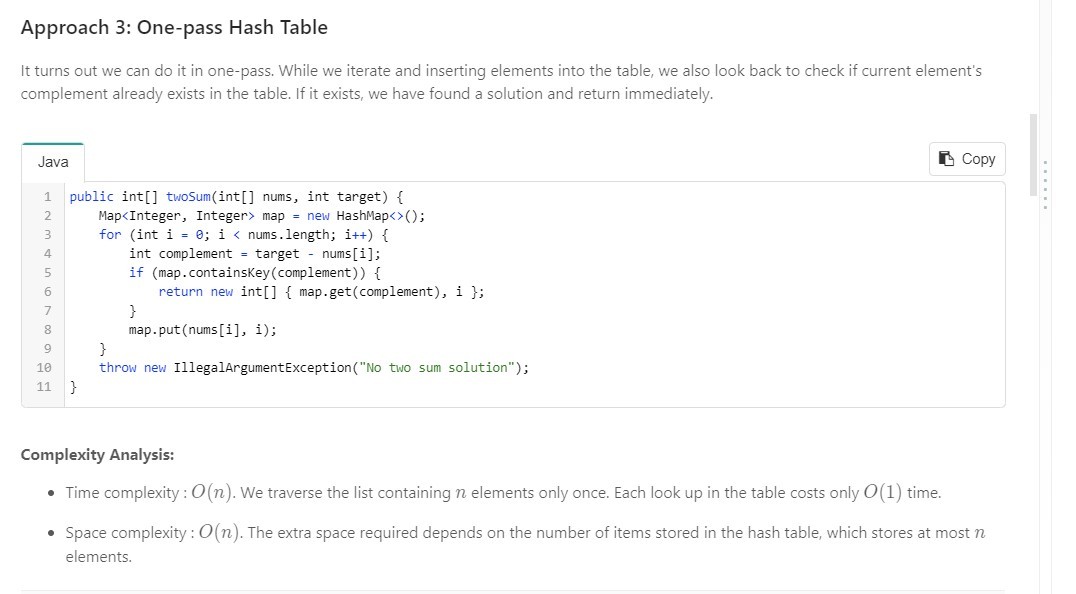 Approach 3: One-pass Hash Table
It turns out we can do it in one-pass. While we iterate and inserting elements into the table, we also look back to check if current element's
complement already exists in the table. If it exists, we have found a solution and return immediately.
Java
Copy
1 public int[] twoSum(int[] nums, int target) {
2     Map<Integer, Integer> map = new HashMap<>();
3     for (int i = 0; i < nums.length; i++) {
4         int complement = target - nums[i];
5         if (map.containsKey(complement)) {
6             return new int[] { map.get(complement), i };
7         }
8         map.put(nums[i], i);
9     }
10     throw new IllegalArgumentException("No two sum solution");
11 }
Complexity Analysis:
• Time complexity : O(n). We traverse the list containing n elements only once. Each look up in the table costs only O(1) time.
• Space complexity : O(n). The extra space required depends on the number of items stored in the hash table, which stores at most n
elements.